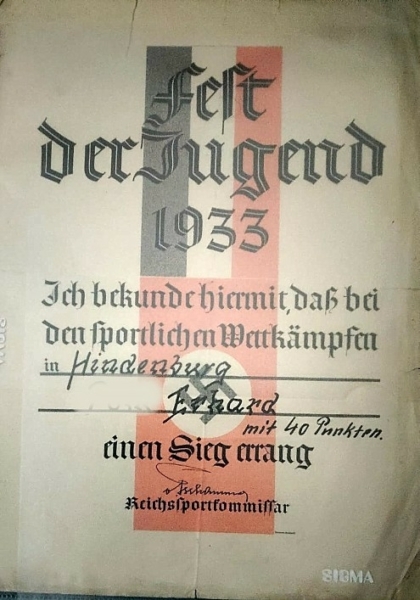 Fest
der Jugend
1933
Ich bekunde hiermit, daß bei
den sportlichen Wettkämpfen
in Hindenburg
Erhard
mit 40 Punkten.
einen Sieg errang
v Tschammer
Reichssportkommissar
SIGMA